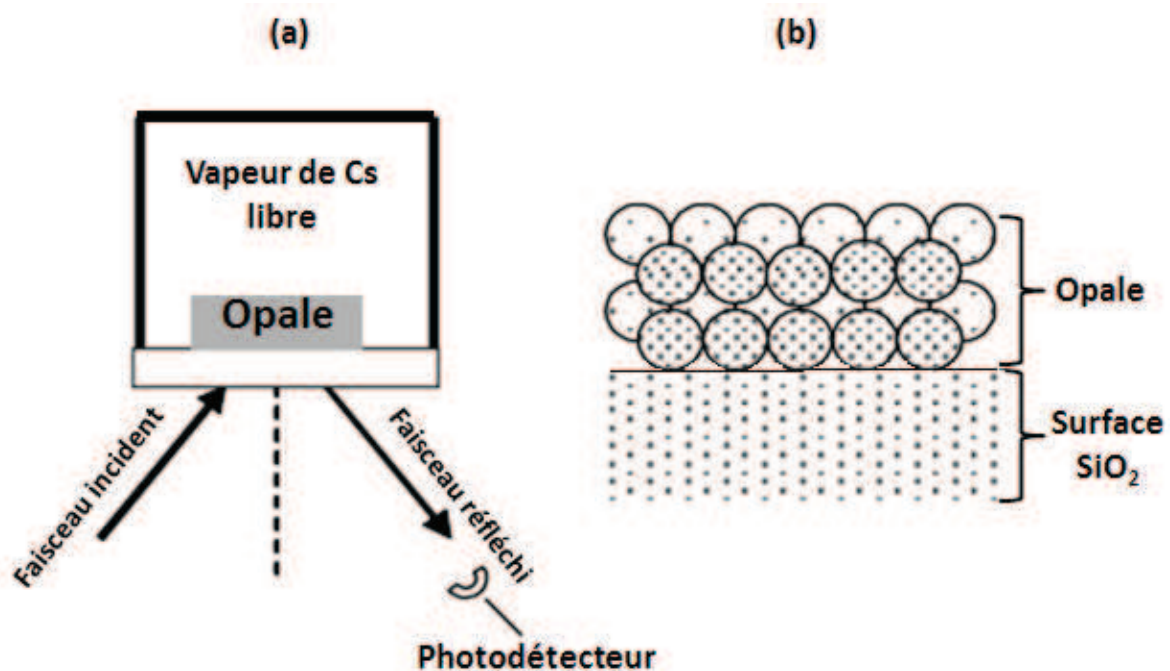 (a)
(b)
Vapeur de Cs
libre
Opale
Faisceau incident
Faisceau réfléchi
Photodétecteur
Opale
Surface
SiO₂